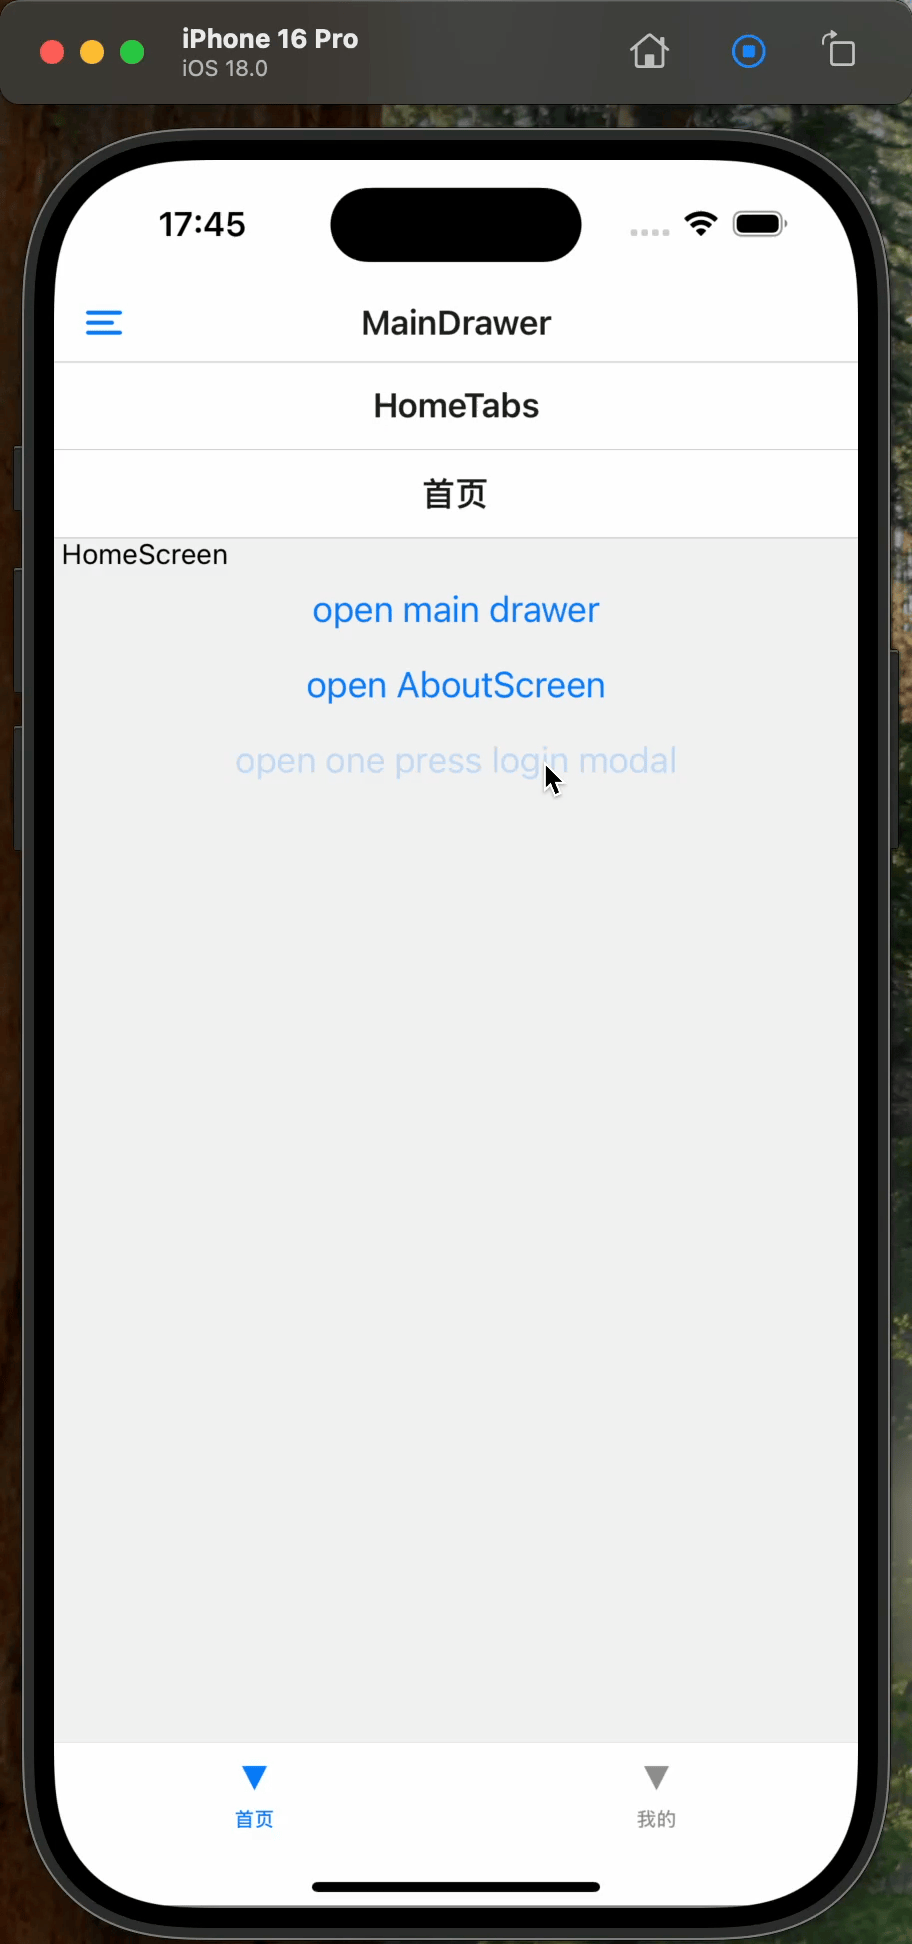 iPhone 16 Pro
iOS 18.0
17:45
MainDrawer
HomeTabs
首页
HomeScreen
open main drawer
open AboutScreen
open one press login modal
首页
我的